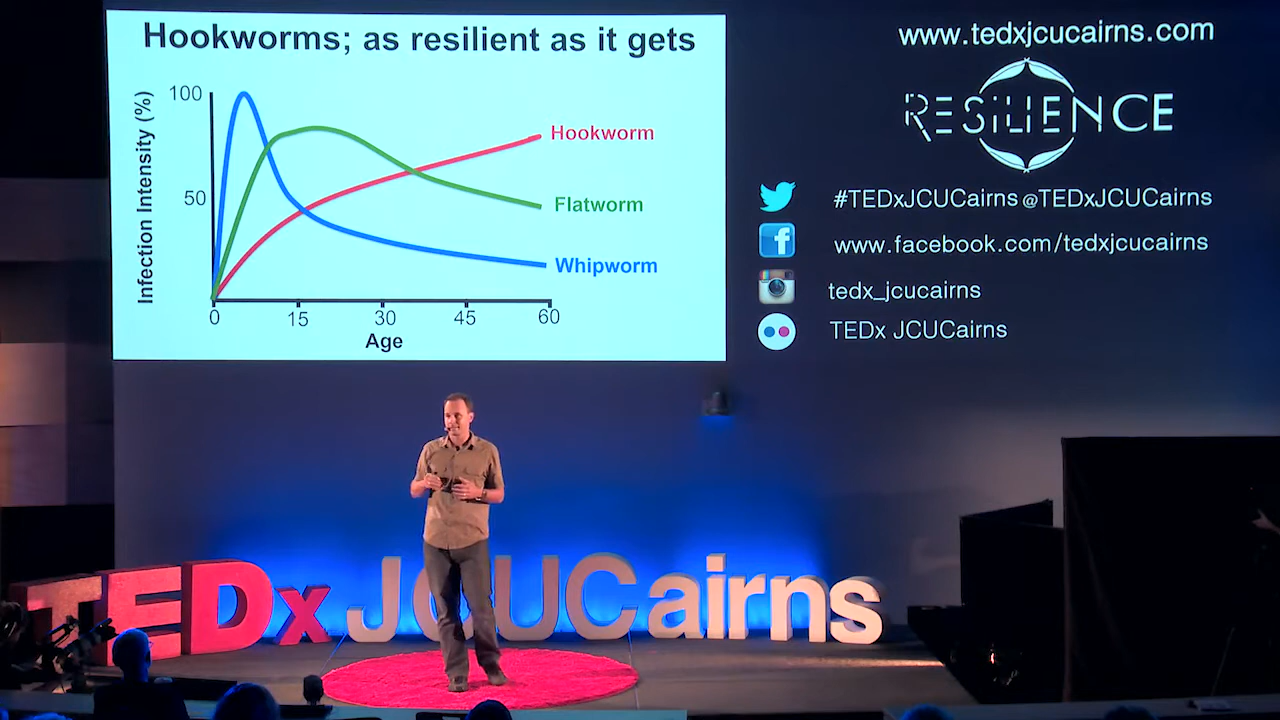 Hookworms; as resilient as it gets
Infection Intensity (%)
100
50
Hookworm
Flatworm
Whipworm
0 15 30 45 60
Age
www.tedxjcucairns.com
RESILIENCE
#TEDxJCUCairns @TEDxJCUCairns
www.facebook.com/tedxjcucairns
tedx_jcucairns
TEDx JCUCairns
TEDx JCUCairns